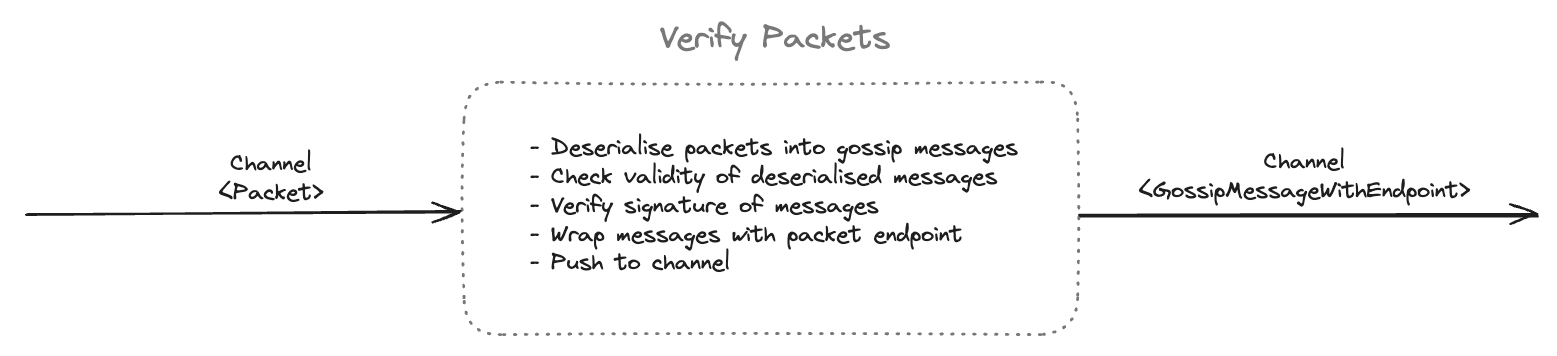 Verify Packets
Channel
<Packet>
- Deserialise packets into gossip messages
- Check validity of deserialised messages
- Verify signature of messages
- Wrap messages with packet endpoint
- Push to channel
Channel
<GossipMessageWithEndpoint>